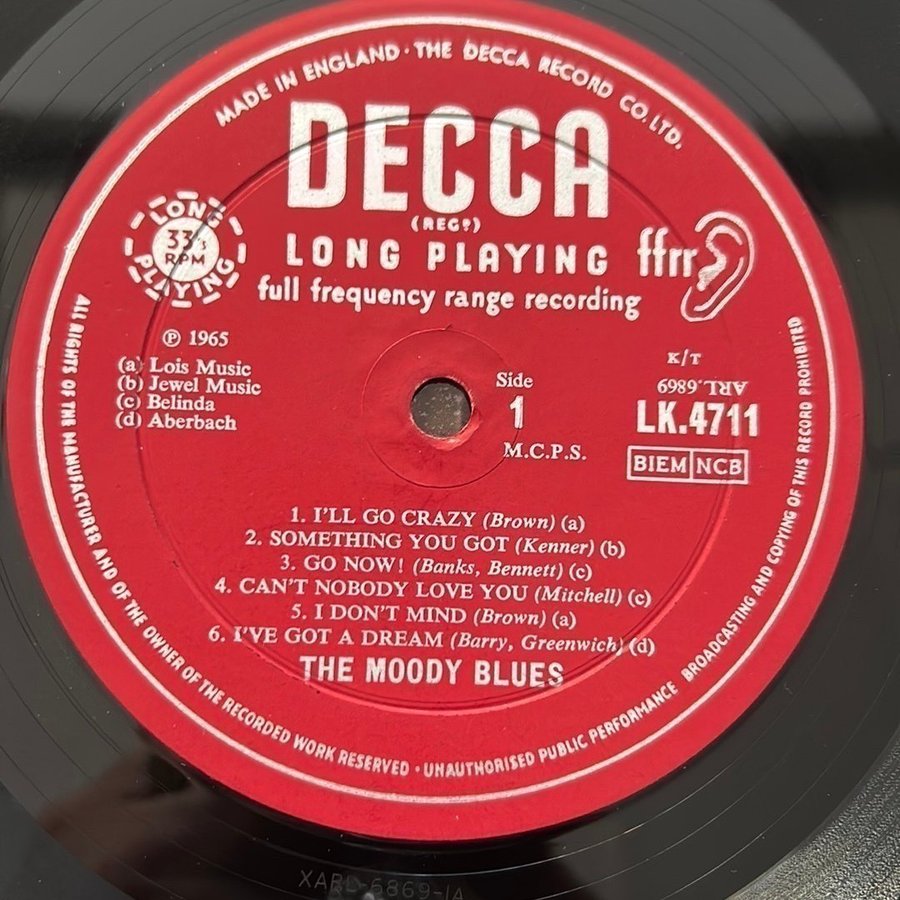 MADE IN ENGLAND · THE DECCA RECORD CO. LTD.
DECCA
(REGD)
LONG PLAYING
ffrr
full frequency range recording
LONG
33⅓
RPM
PLAYING
Ⓟ 1965
(a) Lois Music
(b) Jewel Music
(c) Belinda
(d) Aberbach
Side
1
M.C.P.S.
K/T
ARL.6869
LK.4711
BIEM NCB
1. I'LL GO CRAZY (Brown) (a)
2. SOMETHING YOU GOT (Kenner) (b)
3. GO NOW! (Banks, Bennett) (c)
4. CAN'T NOBODY LOVE YOU (Mitchell) (c)
5. I DON'T MIND (Brown) (a)
6. I'VE GOT A DREAM (Barry, Greenwich) (d)
THE MOODY BLUES
ALL RIGHTS OF THE MANUFACTURER AND OF THE OWNER OF THE RECORDED WORK RESERVED · UNAUTHORISED PUBLIC PERFORMANCE BROADCASTING AND COPYING OF THIS RECORD PROHIBITED
XARL-6869-1A